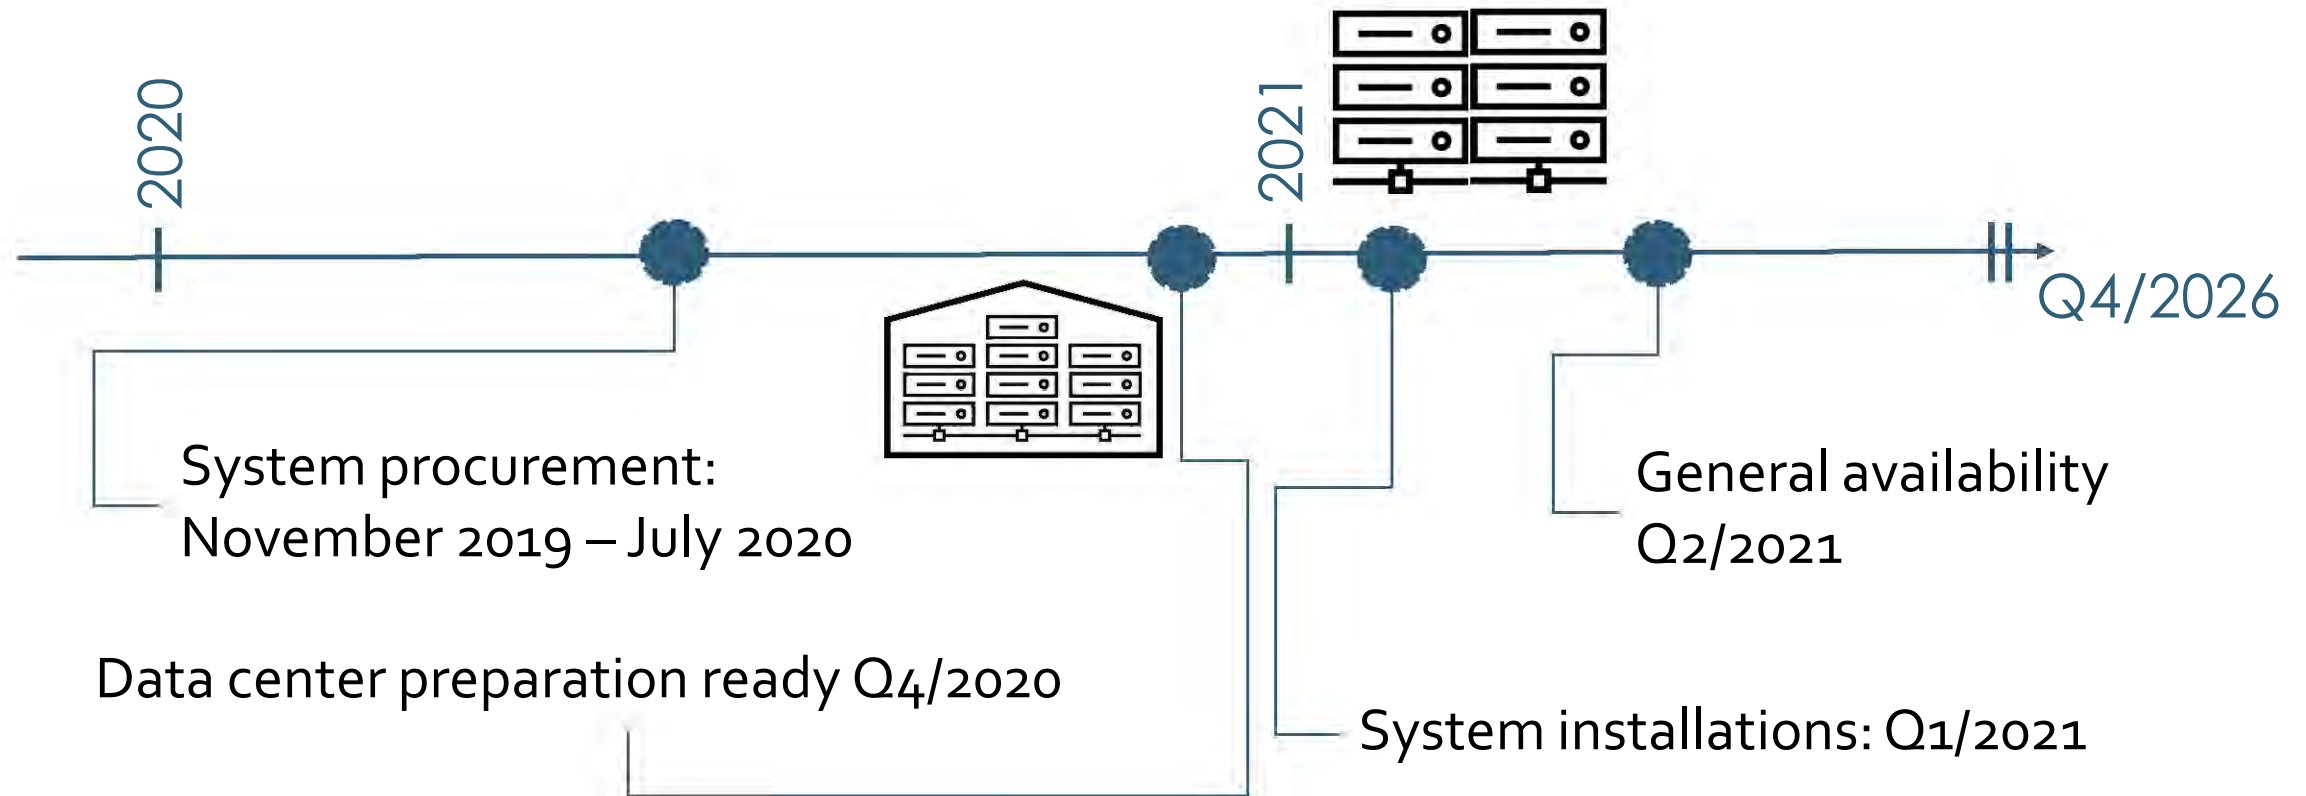 2020
2021
Q4/2026
System procurement:
November 2019 – July 2020
General availability
Q2/2021
Data center preparation ready Q4/2020
System installations: Q1/2021